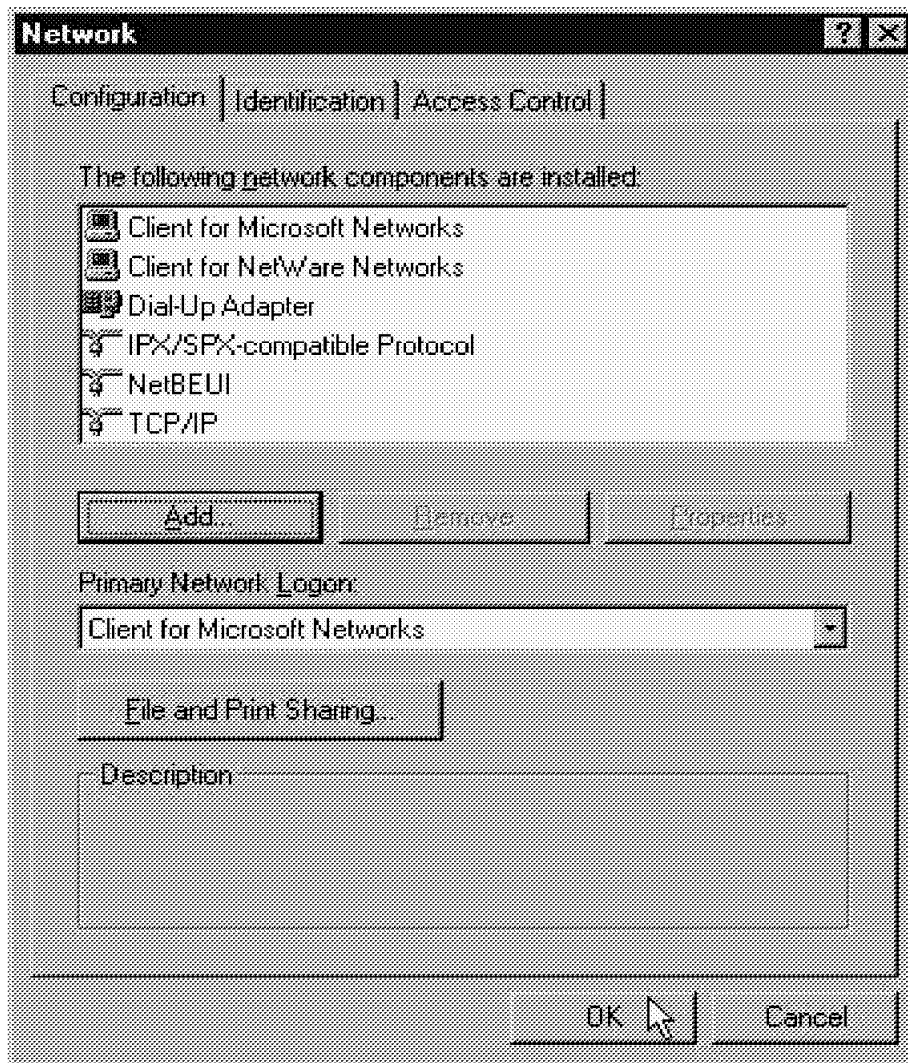 Network
Configuration Identification Access Control
The following network components are installed:
Client for Microsoft Networks
Client for NetWare Networks
Dial-Up Adapter
IPX/SPX-compatible Protocol
NetBEUI
TCP/IP
Add... Remove Properties
Primary Network Logon:
Client for Microsoft Networks
File and Print Sharing...
Description
OK Cancel